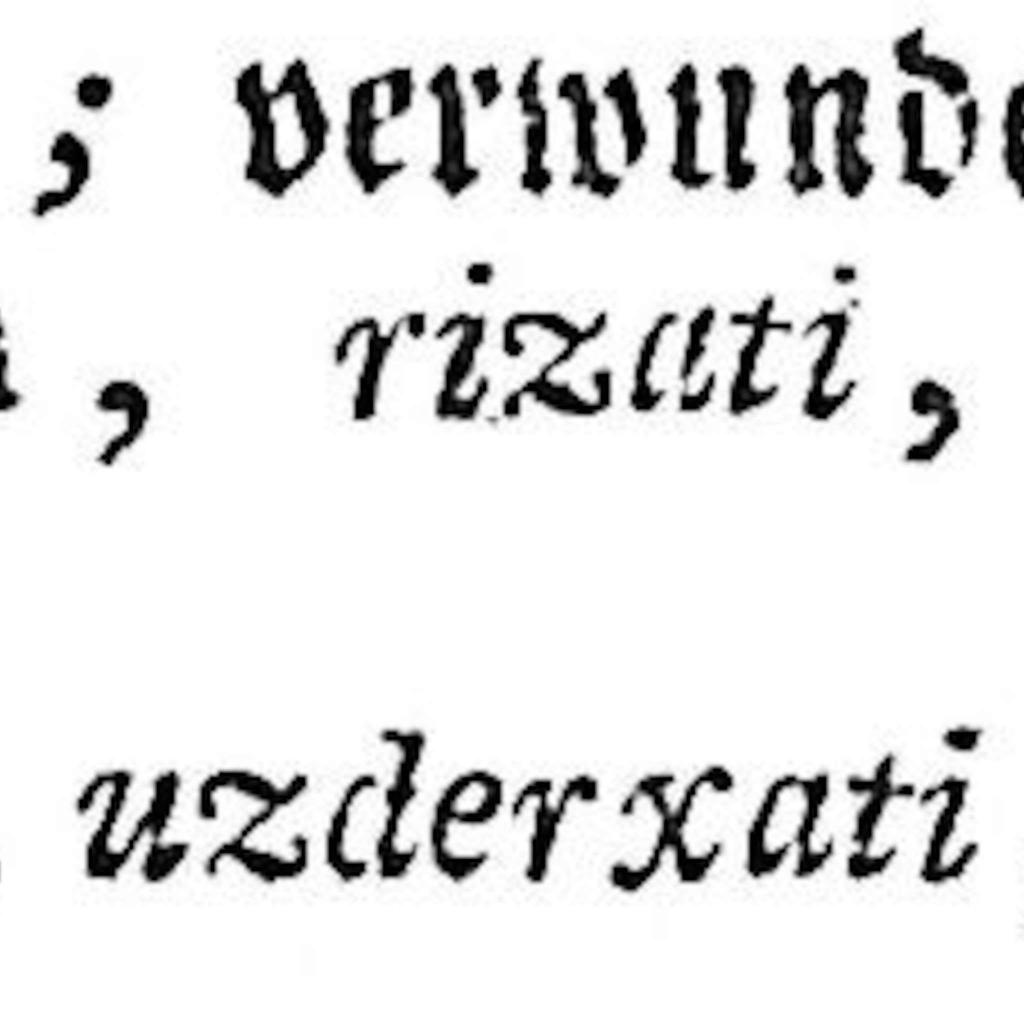 ; verwunde
, rizati,
uzderxati